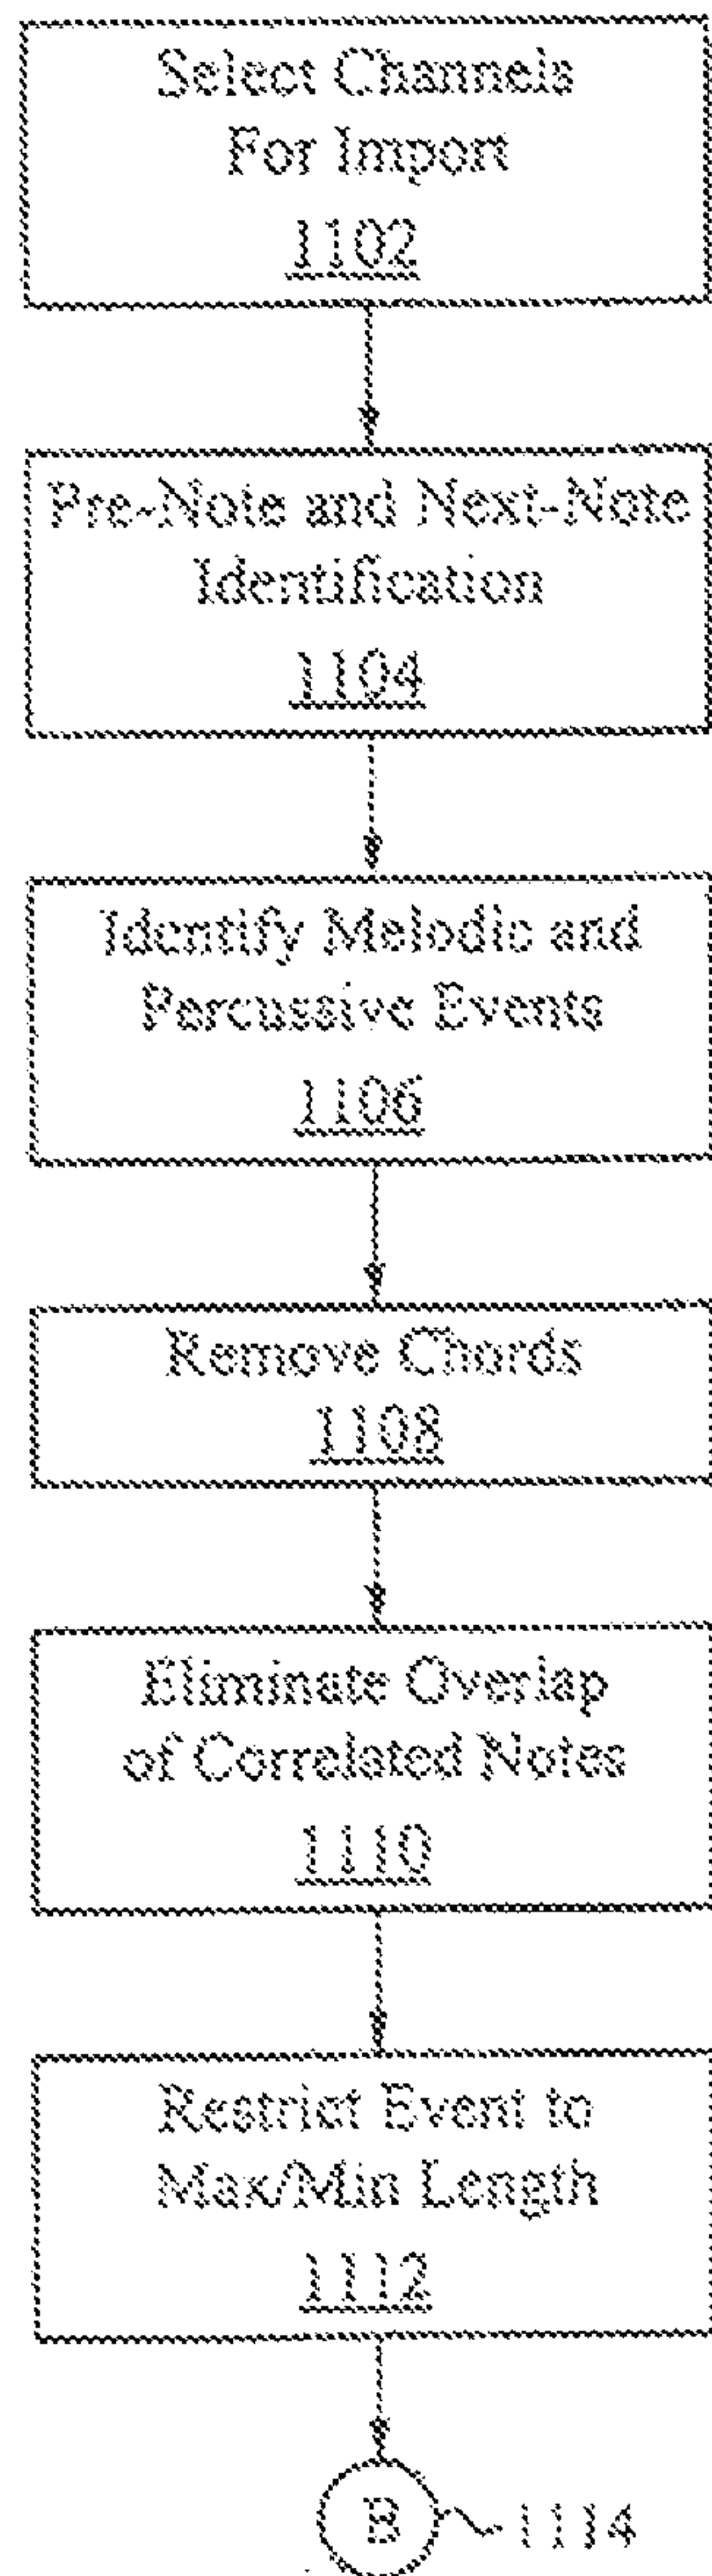 Select Channels
For Import
1102
Pre-Note and Next-Note
Identification
1104
Identify Melodic and
Percussive Events
1106
Remove Chords
1108
Eliminate Overlap
of Correlated Notes
1110
Restrict Event to
Max/Min Length
1112
B 1114